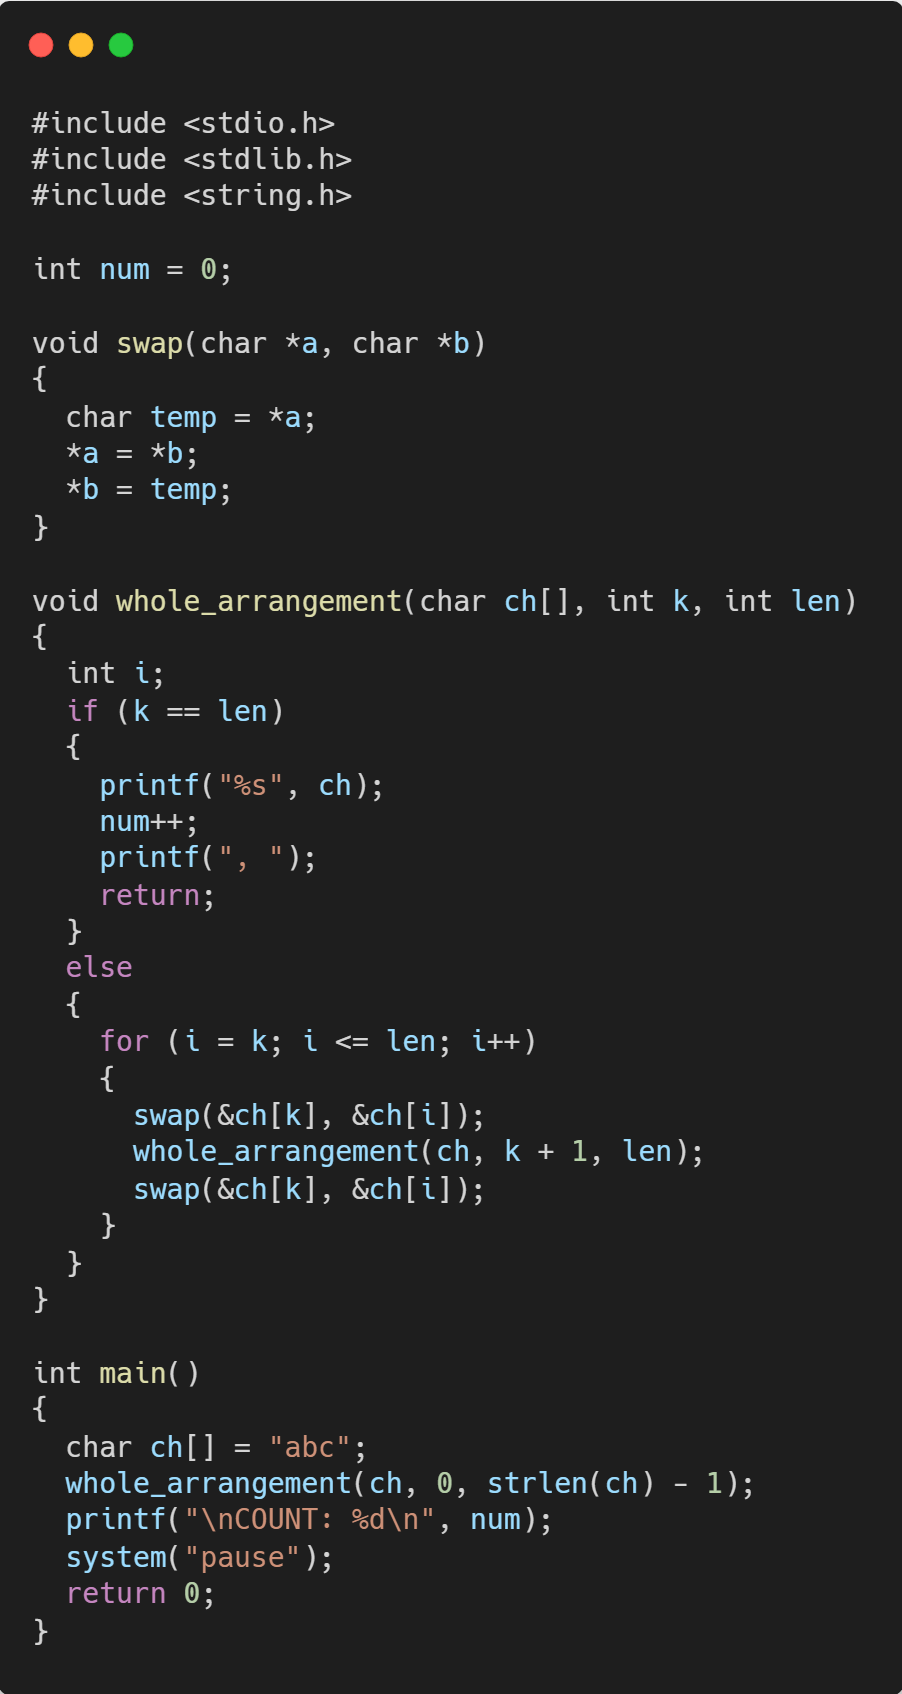 #include <stdio.h>
#include <stdlib.h>
#include <string.h>

int num = 0;

void swap(char *a, char *b)
{
  char temp = *a;
  *a = *b;
  *b = temp;
}

void whole_arrangement(char ch[], int k, int len)
{
  int i;
  if (k == len)
  {
    printf("%s", ch);
    num++;
    printf(", ");
    return;
  }
  else
  {
    for (i = k; i <= len; i++)
    {
      swap(&ch[k], &ch[i]);
      whole_arrangement(ch, k + 1, len);
      swap(&ch[k], &ch[i]);
    }
  }
}

int main()
{
  char ch[] = "abc";
  whole_arrangement(ch, 0, strlen(ch) - 1);
  printf("\nCOUNT: %d\n", num);
  system("pause");
  return 0;
}